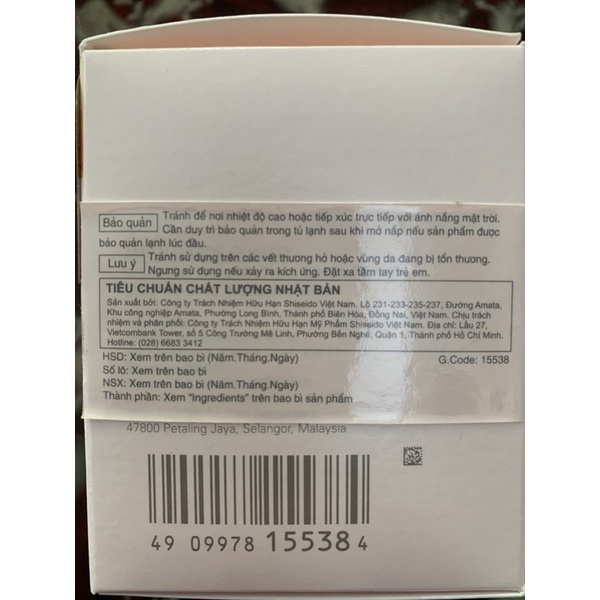 Bảo quản Tránh để nơi nhiệt độ cao hoặc tiếp xúc trực tiếp với ánh nắng mặt trời.
Cần duy trì bảo quản trong tủ lạnh sau khi mở nắp nếu sản phẩm được
bảo quản lạnh lúc đầu.
Lưu ý Tránh sử dụng trên các vết thương hở hoặc vùng da đang bị tổn thương.
Ngưng sử dụng nếu xảy ra kích ứng. Đặt xa tầm tay trẻ em.
TIÊU CHUẨN CHẤT LƯỢNG NHẬT BẢN
Sản xuất bởi: Công ty Trách Nhiệm Hữu Hạn Shiseido Việt Nam. Lô 231-233-235-237, Đường Amata,
Khu công nghiệp Amata, Phường Long Bình, Thành phố Biên Hòa, Đồng Nai, Việt Nam. Chịu trách
nhiệm và phân phối: Công ty Trách Nhiệm Hữu Hạn Mỹ Phẩm Shiseido Việt Nam. Địa chỉ: Lầu 27,
Vietcombank Tower, số 5 Công Trường Mê Linh, Phường Bến Nghé, Quận 1, Thành phố Hồ Chí Minh.
Hotline: (028) 6683 3412
HSD: Xem trên bao bì (Năm.Tháng.Ngày) G.Code: 15538
Số lô: Xem trên bao bì
NSX: Xem trên bao bì (Năm.Tháng.Ngày)
Thành phần: Xem "Ingredients" trên bao bì sản phẩm
47800 Petaling Jaya, Selangor, Malaysia
49 09978 15538 4